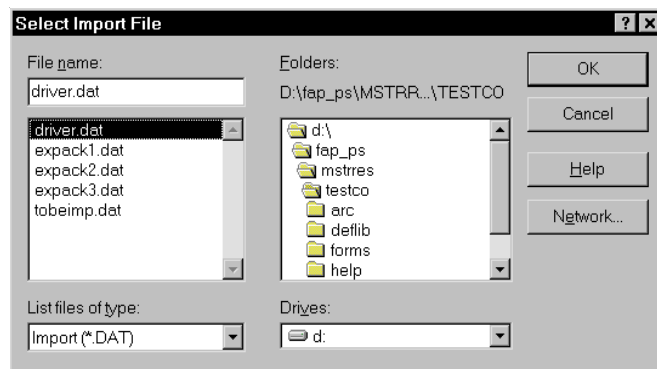 Select Import File
File name:
driver.dat
driver.dat
expack1.dat
expack2.dat
expack3.dat
tobeimp.dat
List files of type:
Import (*.DAT)
Folders:
D:\fap_ps\MSTRR...\TESTCO
d:\
fap_ps
mstrres
testco
arc
deflib
forms
help
Drives:
d:
OK
Cancel
Help
Network...